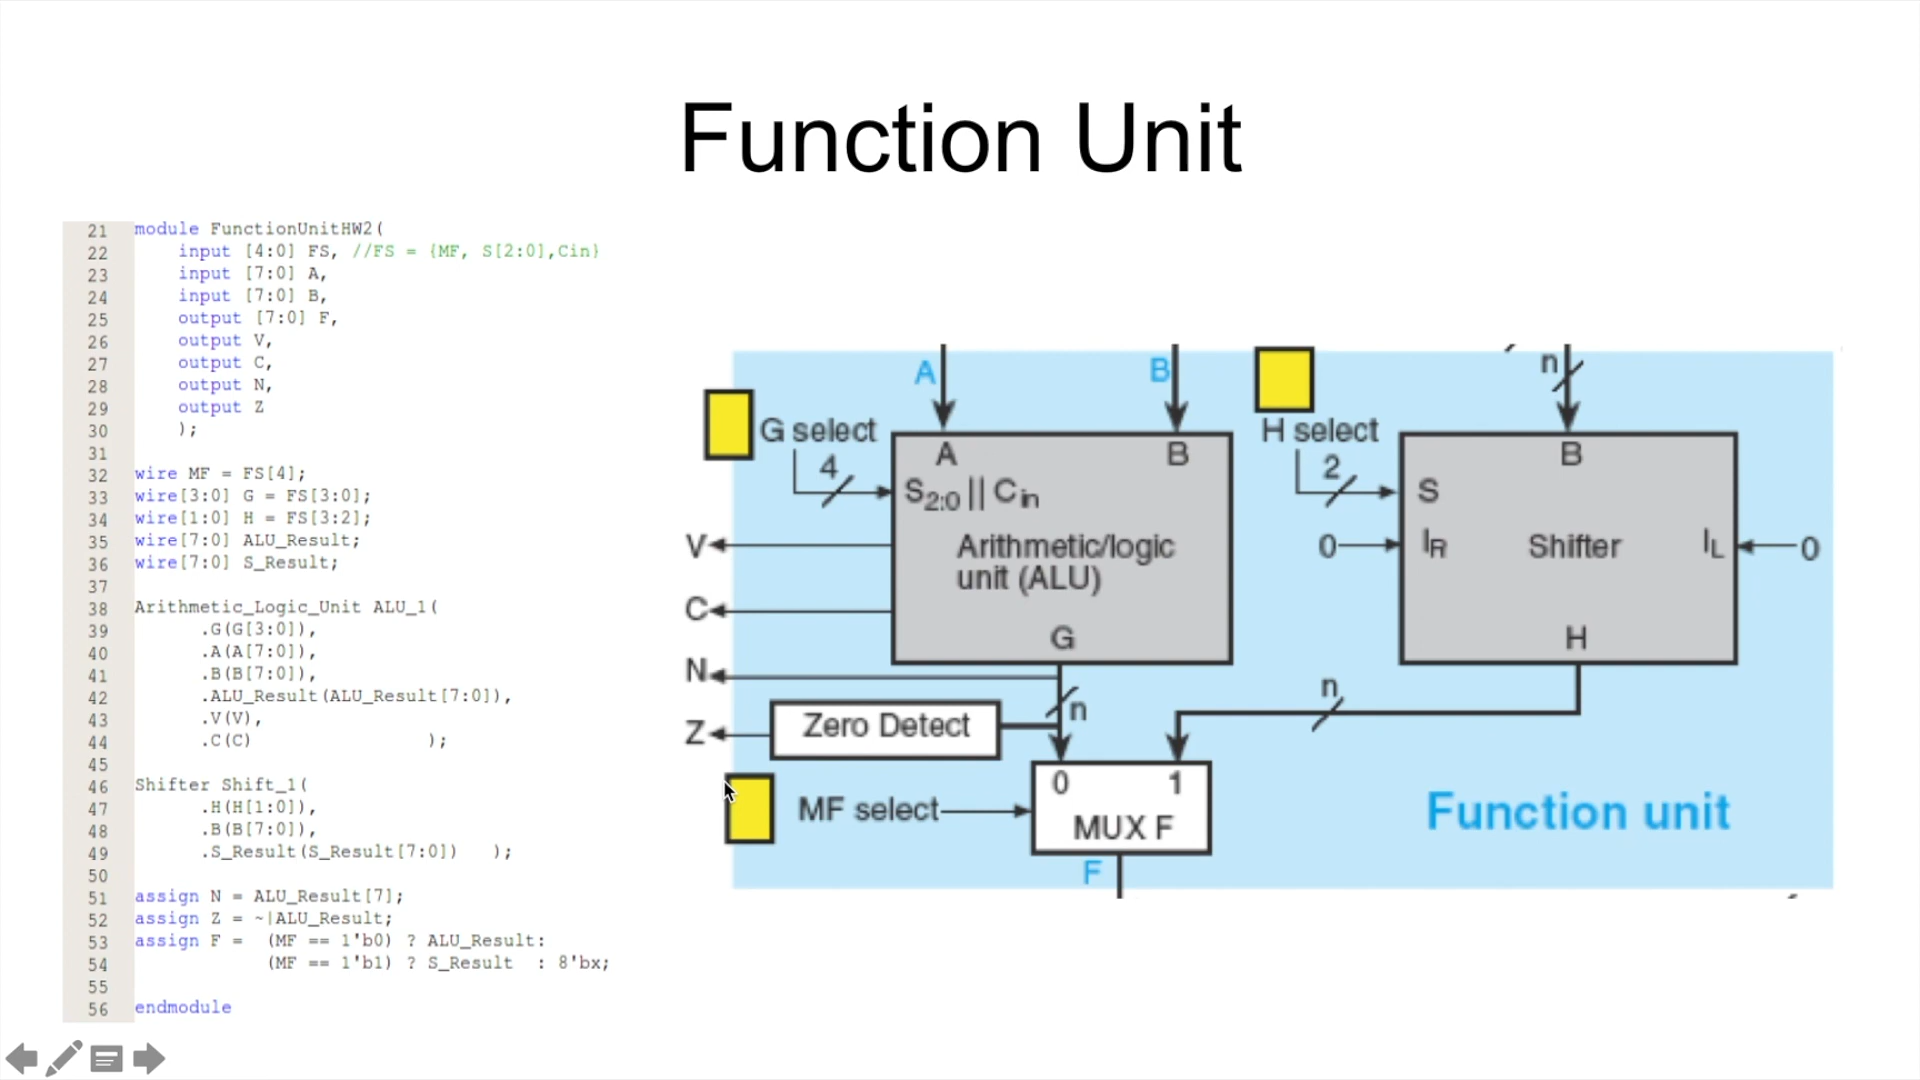 Function Unit
21 module FunctionUnitHW2(
22 input [4:0] FS, //FS = {MF, S[2:0],Cin}
23 input [7:0] A,
24 input [7:0] B,
25 output [7:0] F,
26 output V,
27 output C,
28 output N,
29 output Z
30 );
31
32 wire MF = FS[4];
33 wire[3:0] G = FS[3:0];
34 wire[1:0] H = FS[3:2];
35 wire[7:0] ALU_Result;
36 wire[7:0] S_Result;
37
38 Arithmetic_Logic_Unit ALU_1(
39 .G(G[3:0]),
40 .A(A[7:0]),
41 .B(B[7:0]),
42 .ALU_Result(ALU_Result[7:0]),
43 .V(V),
44 .C(C) );
45
46 Shifter Shift_1(
47 .H(H[1:0]),
48 .B(B[7:0]),
49 .S_Result(S_Result[7:0]) );
50
51 assign N = ALU_Result[7];
52 assign Z = ~|ALU_Result;
53 assign F = (MF == 1'b0) ? ALU_Result:
54 (MF == 1'b1) ? S_Result : 8'bx;
55
56 endmodule
A B n
G select H select
A B B
4 2
S2:0 || Cin S
V Arithmetic/logic 0 IR Shifter IL 0
unit (ALU)
C
G H
N
n n
Z Zero Detect
0 1
MF select
MUX F
Function unit
F